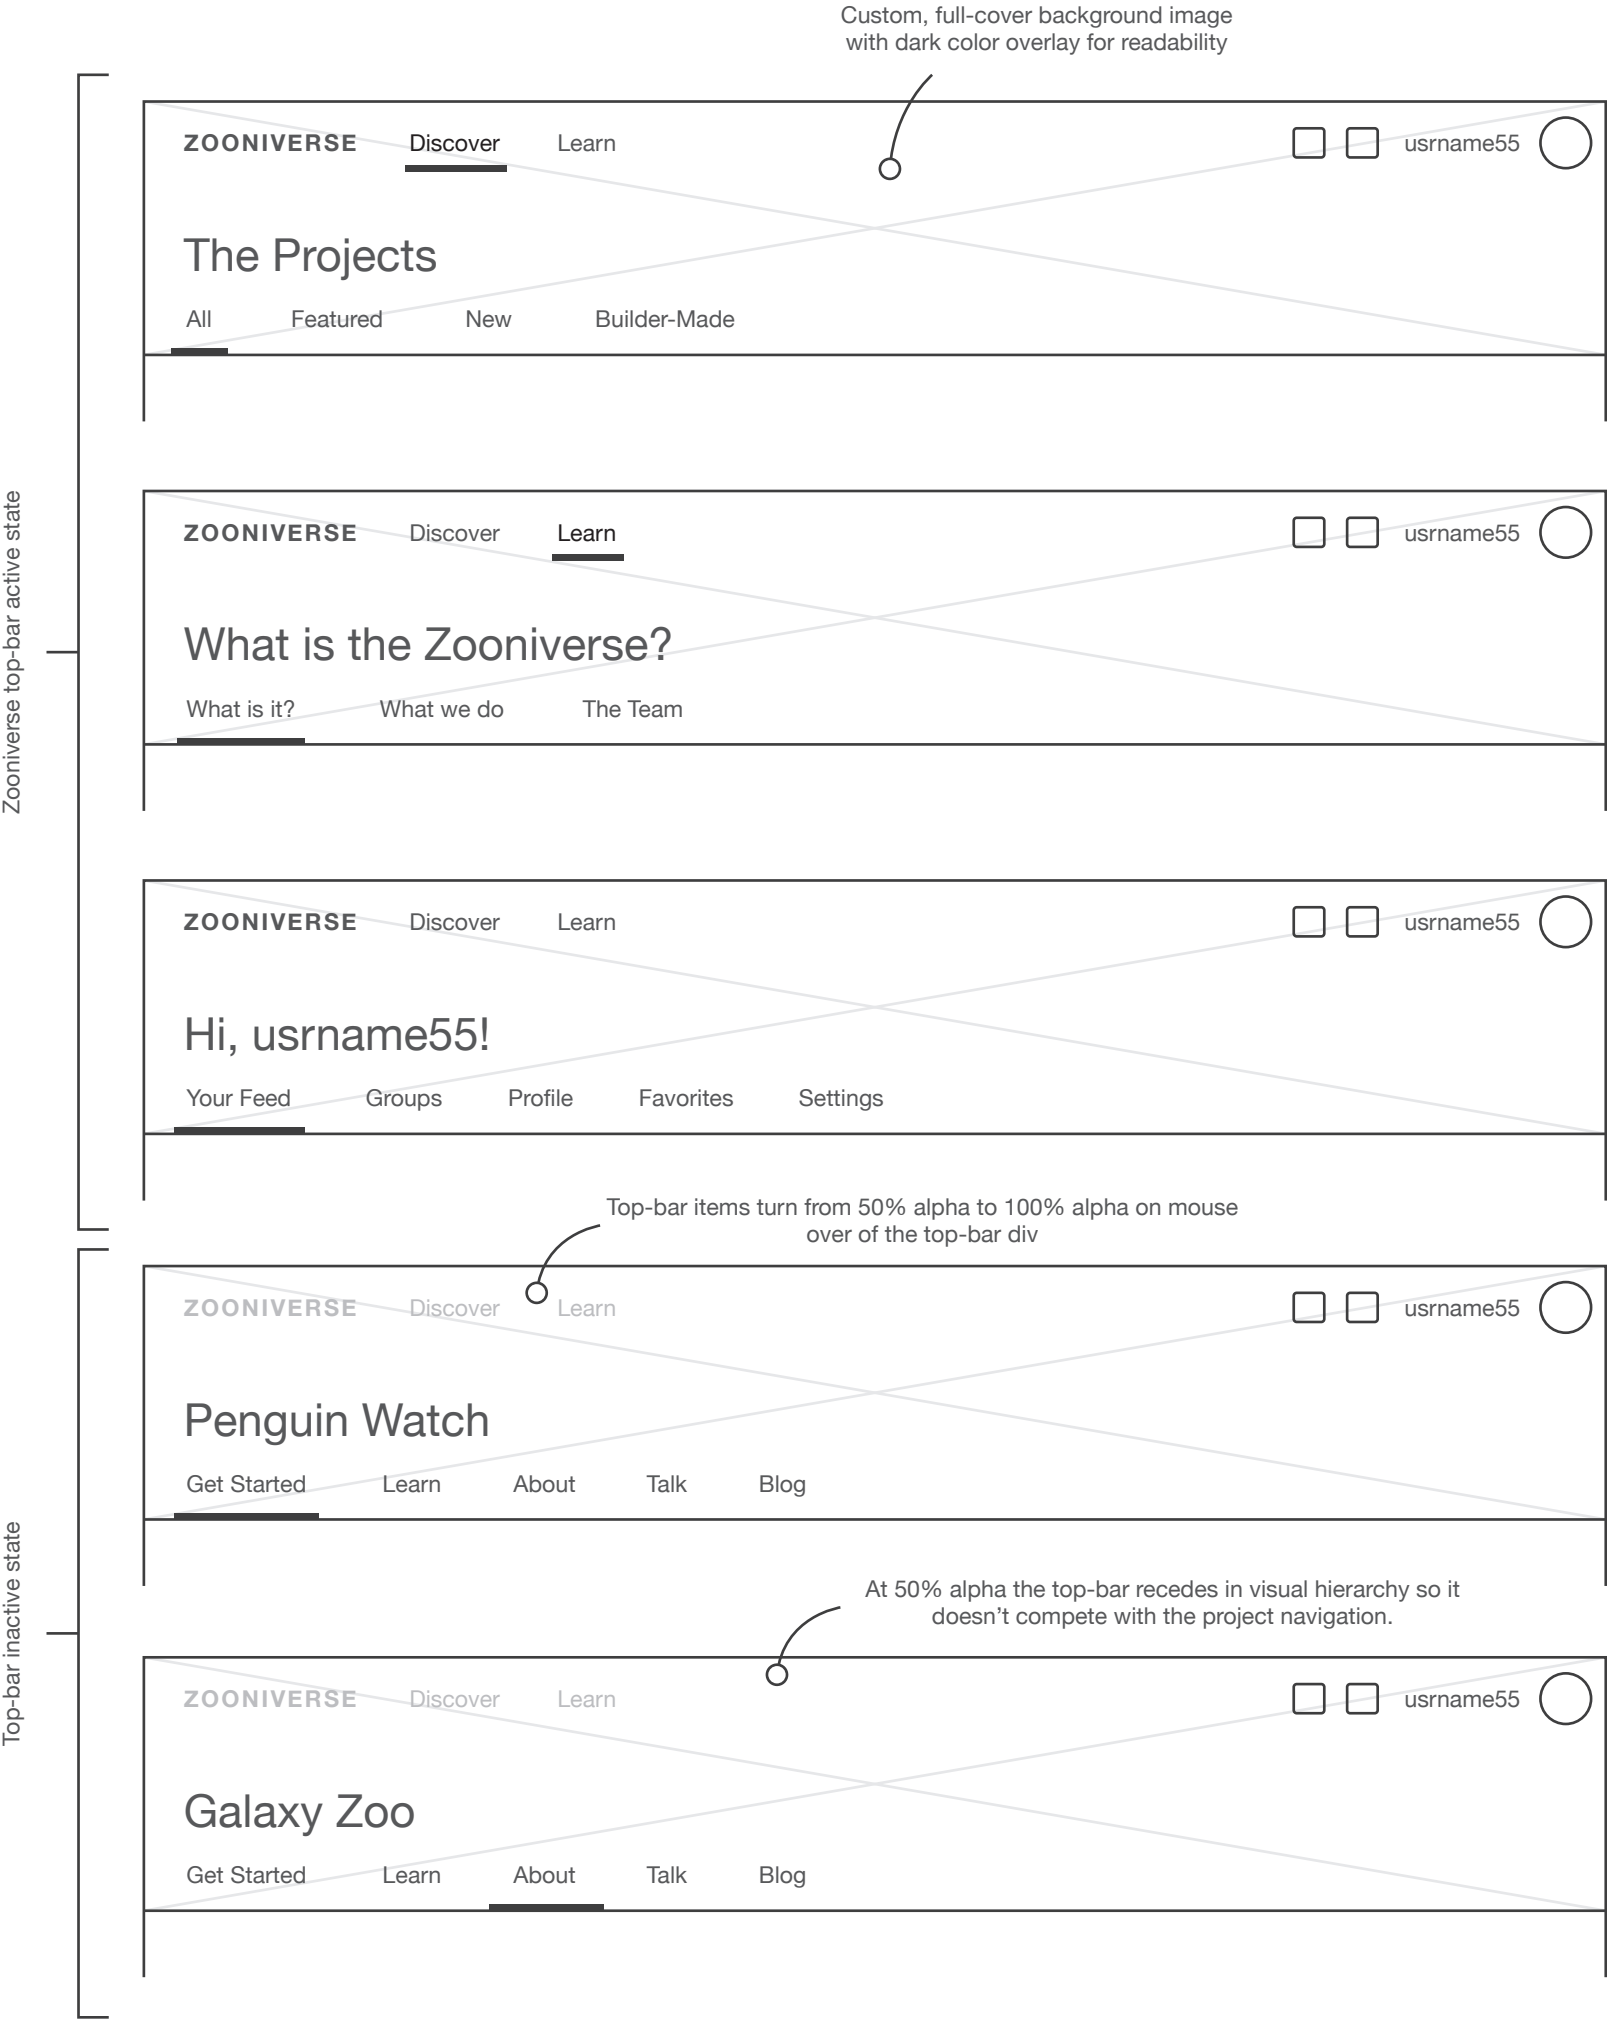 Custom, full-cover background image
with dark color overlay for readability
Zooniverse top-bar active state
ZOONIVERSE Discover Learn usrname55
The Projects
All Featured New Builder-Made
ZOONIVERSE Discover Learn usrname55
What is the Zooniverse?
What is it? What we do The Team
ZOONIVERSE Discover Learn usrname55
Hi, usrname55!
Your Feed Groups Profile Favorites Settings
Top-bar inactive state
Top-bar items turn from 50% alpha to 100% alpha on mouse
over of the top-bar div
ZOONIVERSE Discover Learn usrname55
Penguin Watch
Get Started Learn About Talk Blog
At 50% alpha the top-bar recedes in visual hierarchy so it
doesn’t compete with the project navigation.
ZOONIVERSE Discover Learn usrname55
Galaxy Zoo
Get Started Learn About Talk Blog